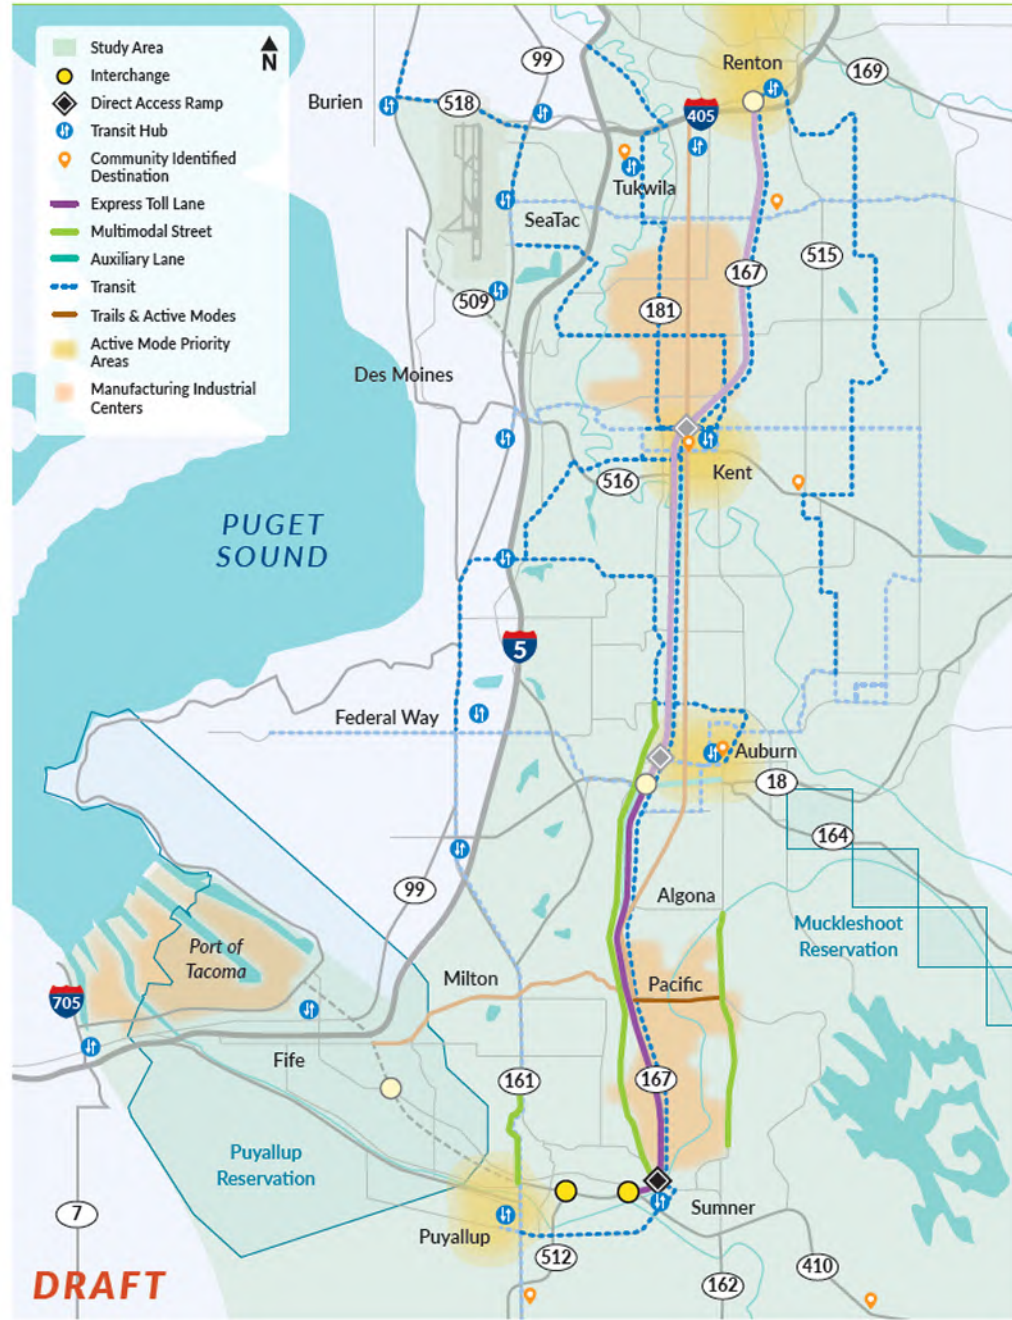 Study Area
Interchange
Direct Access Ramp
Transit Hub
Community Identified
Destination
Express Toll Lane
Multimodal Street
Auxiliary Lane
Transit
Trails & Active Modes
Active Mode Priority
Areas
Manufacturing Industrial
Centers
N
99
Renton
169
Burien
518
405
Tukwila
SeaTac
515
167
509
181
Des Moines
Kent
516
PUGET
SOUND
5
Federal Way
Auburn
18
164
99
Algona
Muckleshoot
Reservation
Port of
Tacoma
Milton
Pacific
705
Fife
161
167
Puyallup
Reservation
7
Sumner
Puyallup
512
410
162
DRAFT